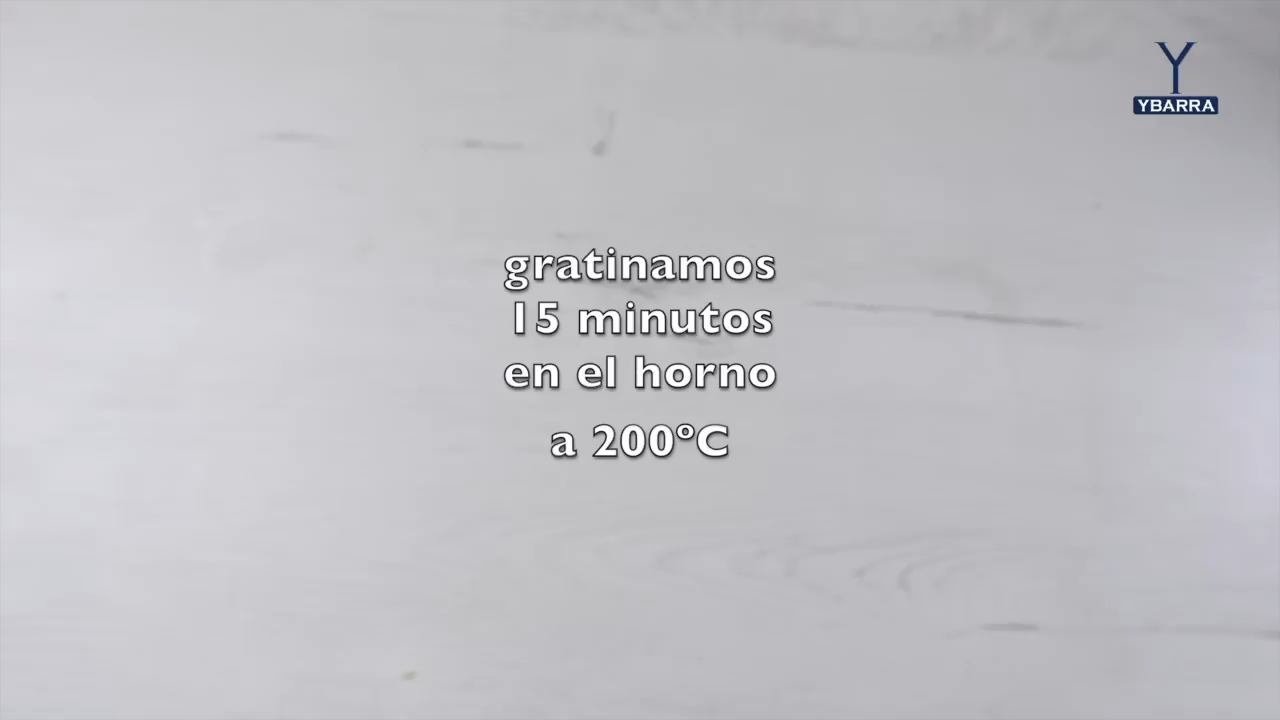 Y
YBARRA
gratinamos
15 minutos
en el horno
a 200ºC